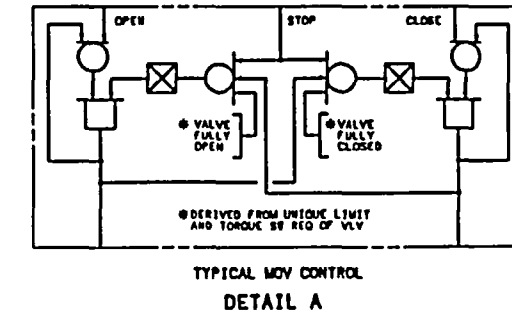 OPEN STOP CLOSE
* VALVE FULLY OPEN
* VALVE FULLY CLOSED
* DERIVED FROM UNIQUE LIMIT
AND TORQUE SW REQ OF VLV
TYPICAL MOV CONTROL
DETAIL A